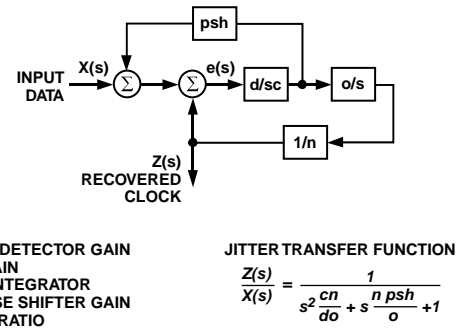 psh
INPUT DATA
X(s)
Σ
Σ
e(s)
d/sc
o/s
1/n
Z(s)
RECOVERED
CLOCK
DETECTOR GAIN
AIN
NTEGRATOR
SE SHIFTER GAIN
RATIO
JITTER TRANSFER FUNCTION
Z(s)/X(s) = 1/(s² cn/do + s n psh/o +1)